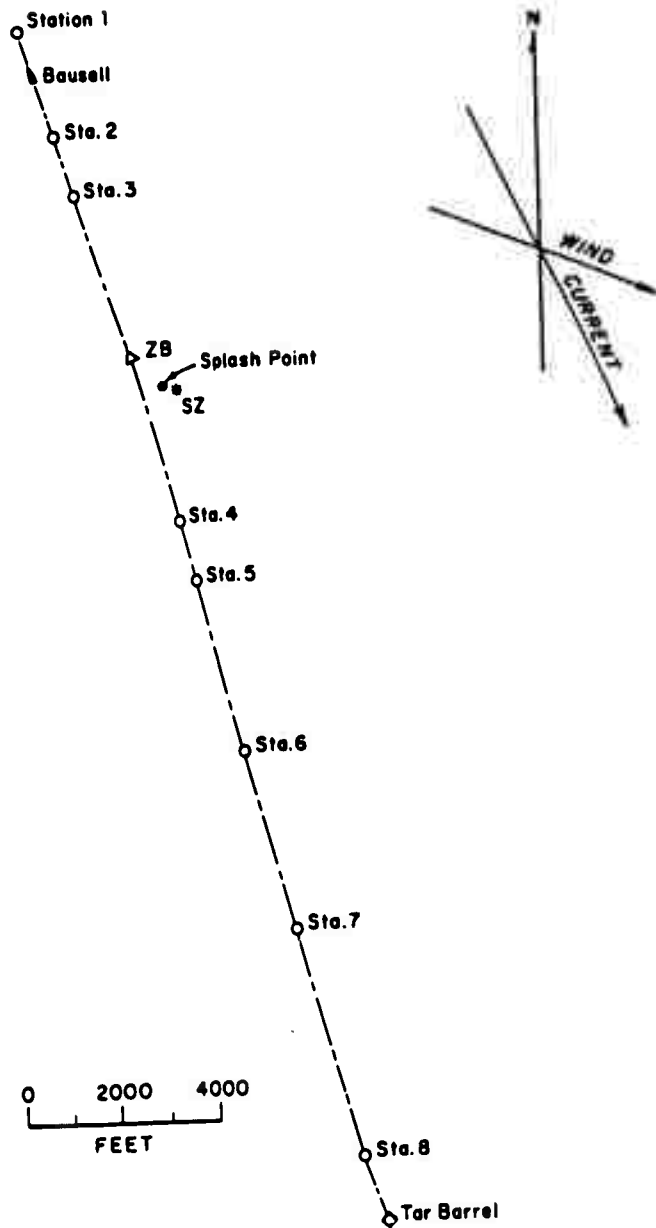 Station 1
N
Bausell
Sta. 2
Sta. 3
WIND
CURRENT
ZB
Splash Point
SZ
Sta. 4
Sta. 5
Sta. 6
Sta. 7
0 2000 4000
FEET
Sta. 8
Tar Barrel